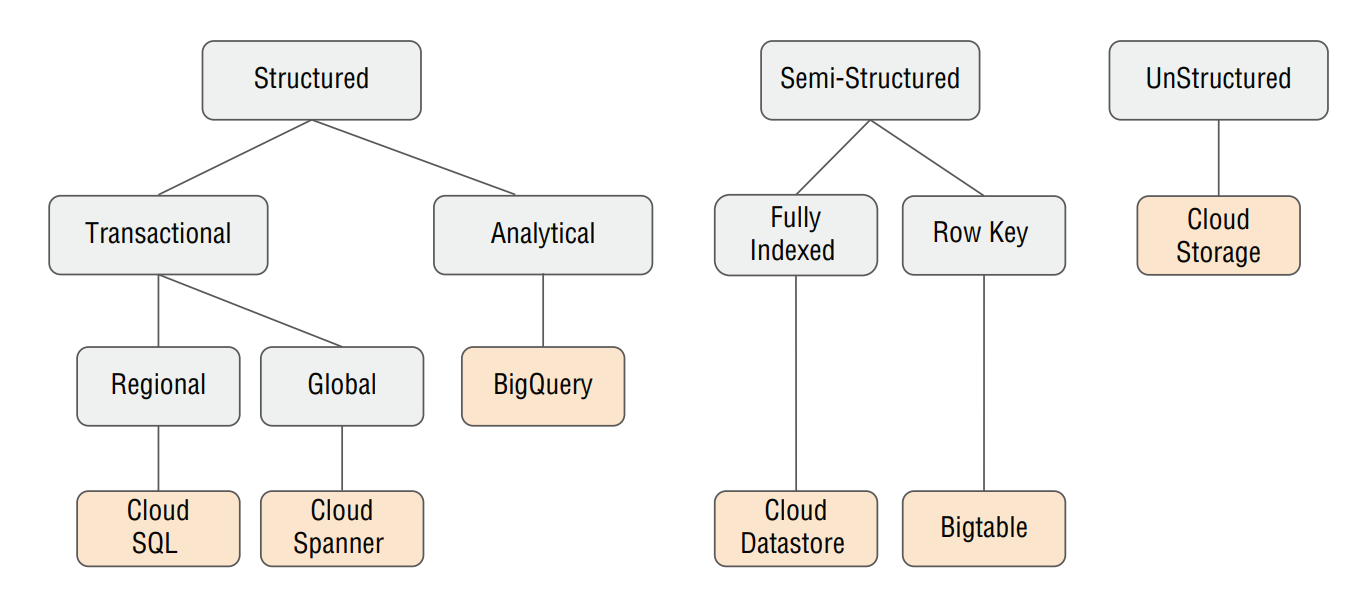 Structured
Semi-Structured
UnStructured
Transactional
Analytical
Fully
Indexed
Row Key
Cloud
Storage
Regional
Global
BigQuery
Cloud
SQL
Cloud
Spanner
Cloud
Datastore
Bigtable